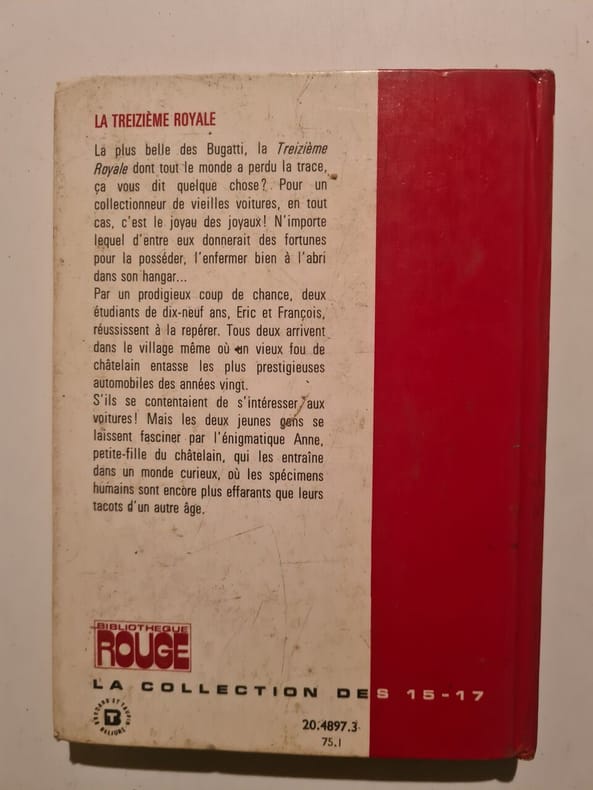 LA TREIZIÈME ROYALE
La plus belle des Bugatti, la Treizième
Royale dont tout le monde a perdu la trace,
ça vous dit quelque chose? Pour un
collectionneur de vieilles voitures, en tout
cas, c'est le joyau des joyaux! N'importe
lequel d'entre eux donnerait des fortunes
pour la posséder, l'enfermer bien à l'abri
dans son hangar...
Par un prodigieux coup de chance, deux
étudiants de dix-neuf ans, Eric et François,
réussissent à la repérer. Tous deux arrivent
dans le village même où un vieux fou de
châtelain entasse les plus prestigieuses
automobiles des années vingt.
S'ils se contentaient de s'intéresser aux
voitures! Mais les deux jeunes gens se
laissent fasciner par l'énigmatique Anne,
petite-fille du châtelain, qui les entraîne
dans un monde curieux, où les spécimens
humains sont encore plus effarants que leurs
tacots d'un autre âge.
BIBLIOTHEQUE
ROUGE
LA COLLECTION DES 15-17
BRODARD ET TAUPIN
RELIURE
20.4897.3
75.1